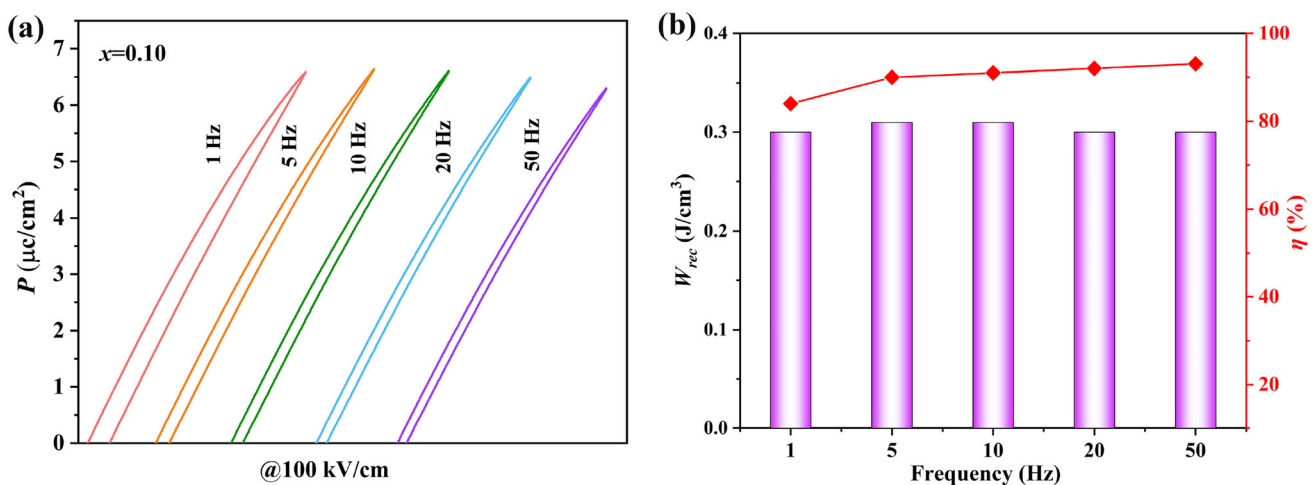 (a)
x=0.10
7
6
5
4
3
2
1
0
P (μc/cm²)
1 Hz
5 Hz
10 Hz
20 Hz
50 Hz
@100 kV/cm
(b)
0.4
0.3
0.2
0.1
0.0
W_rec (J/cm³)
100
80
60
40
20
η (%)
1 5 10 20 50
Frequency (Hz)